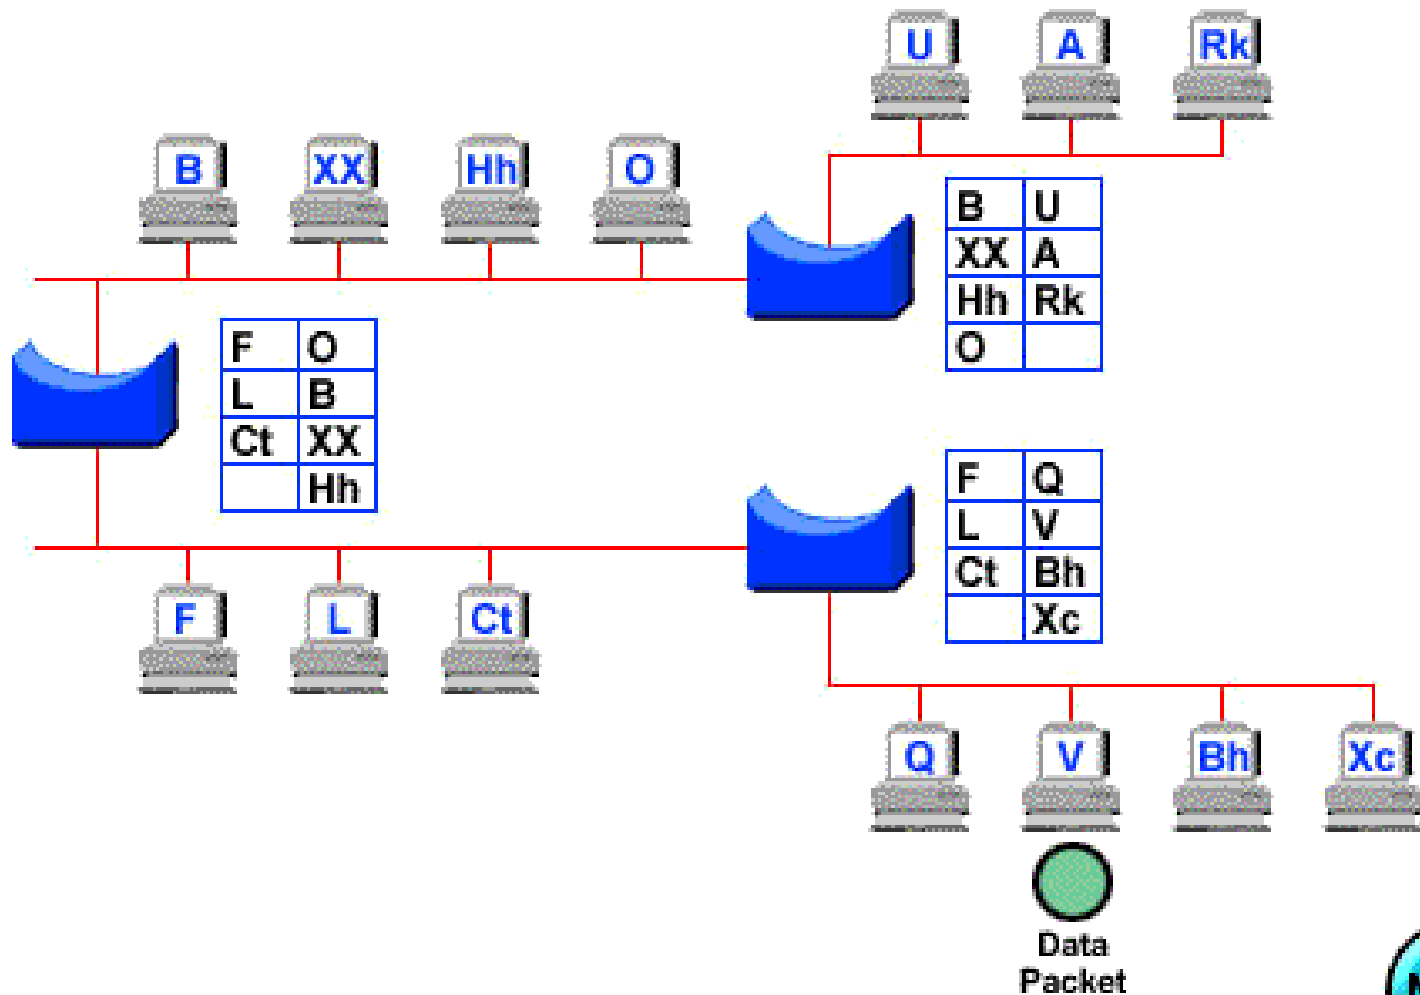 U A Rk
B XX Hh O
B U
XX A
Hh Rk
O
F O
L B
Ct XX
Hh
F Q
L V
Ct Bh
Xc
F L Ct
Q V Bh Xc
Data
Packet